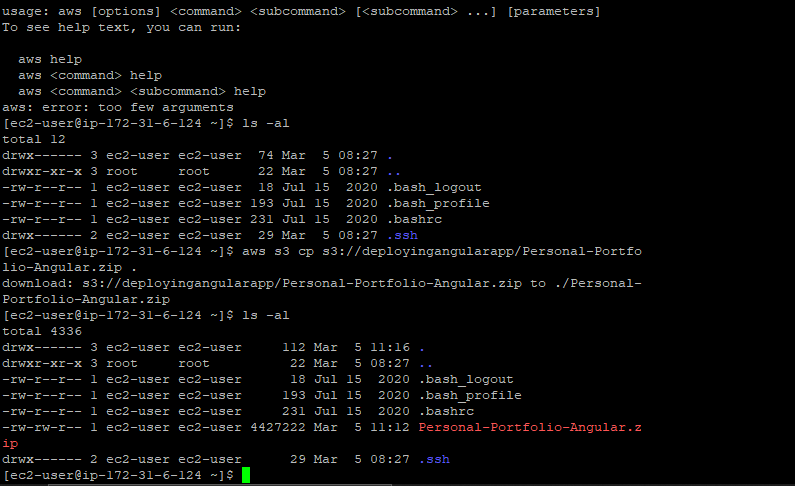 usage: aws [options] <command> <subcommand> [<subcommand> ...] [parameters]
To see help text, you can run:

  aws help
  aws <command> help
  aws <command> <subcommand> help
aws: error: too few arguments
[ec2-user@ip-172-31-6-124 ~]$ ls -al
total 12
drwx------ 3 ec2-user ec2-user  74 Mar  5 08:27 .
drwxr-xr-x 3 root     root      22 Mar  5 08:27 ..
-rw-r--r-- 1 ec2-user ec2-user  18 Jul 15  2020 .bash_logout
-rw-r--r-- 1 ec2-user ec2-user 193 Jul 15  2020 .bash_profile
-rw-r--r-- 1 ec2-user ec2-user 231 Jul 15  2020 .bashrc
drwx------ 2 ec2-user ec2-user  29 Mar  5 08:27 .ssh
[ec2-user@ip-172-31-6-124 ~]$ aws s3 cp s3://deployingangularapp/Personal-Portfo
lio-Angular.zip .
download: s3://deployingangularapp/Personal-Portfolio-Angular.zip to ./Personal-
Portfolio-Angular.zip
[ec2-user@ip-172-31-6-124 ~]$ ls -al
total 4336
drwx------ 3 ec2-user ec2-user     112 Mar  5 11:16 .
drwxr-xr-x 3 root     root          22 Mar  5 08:27 ..
-rw-r--r-- 1 ec2-user ec2-user      18 Jul 15  2020 .bash_logout
-rw-r--r-- 1 ec2-user ec2-user     193 Jul 15  2020 .bash_profile
-rw-r--r-- 1 ec2-user ec2-user     231 Jul 15  2020 .bashrc
-rw-rw-r-- 1 ec2-user ec2-user 4427222 Mar  5 11:12 Personal-Portfolio-Angular.z
ip
drwx------ 2 ec2-user ec2-user      29 Mar  5 08:27 .ssh
[ec2-user@ip-172-31-6-124 ~]$